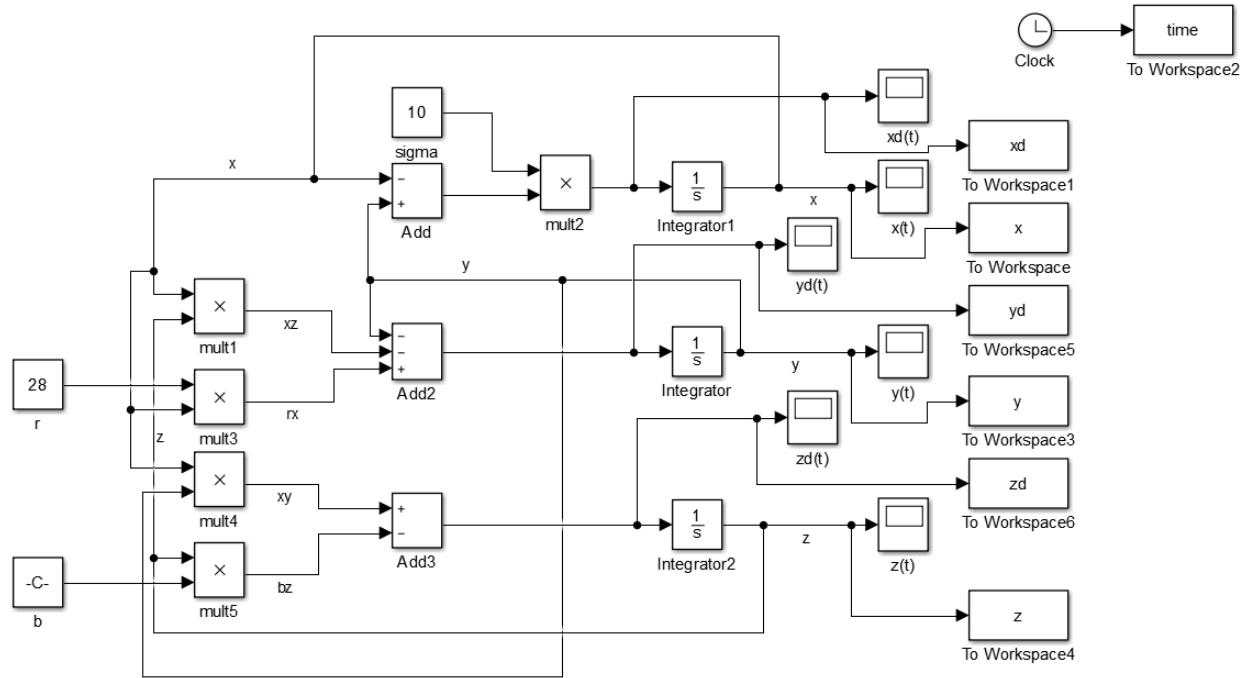 time
Clock
To Workspace2
10
sigma
xd(t)
xd
To Workspace1
x
−
+
Add
×
mult2
1
s
Integrator1
x
x(t)
x
To Workspace
y
yd(t)
yd
To Workspace5
×
mult1
xz
−
−
+
Add2
1
s
Integrator
y
y(t)
y
To Workspace3
28
r
×
mult3
rx
z
zd(t)
zd
To Workspace6
×
mult4
xy
+
−
Add3
1
s
Integrator2
z
z(t)
-C-
b
×
mult5
bz
z
To Workspace4